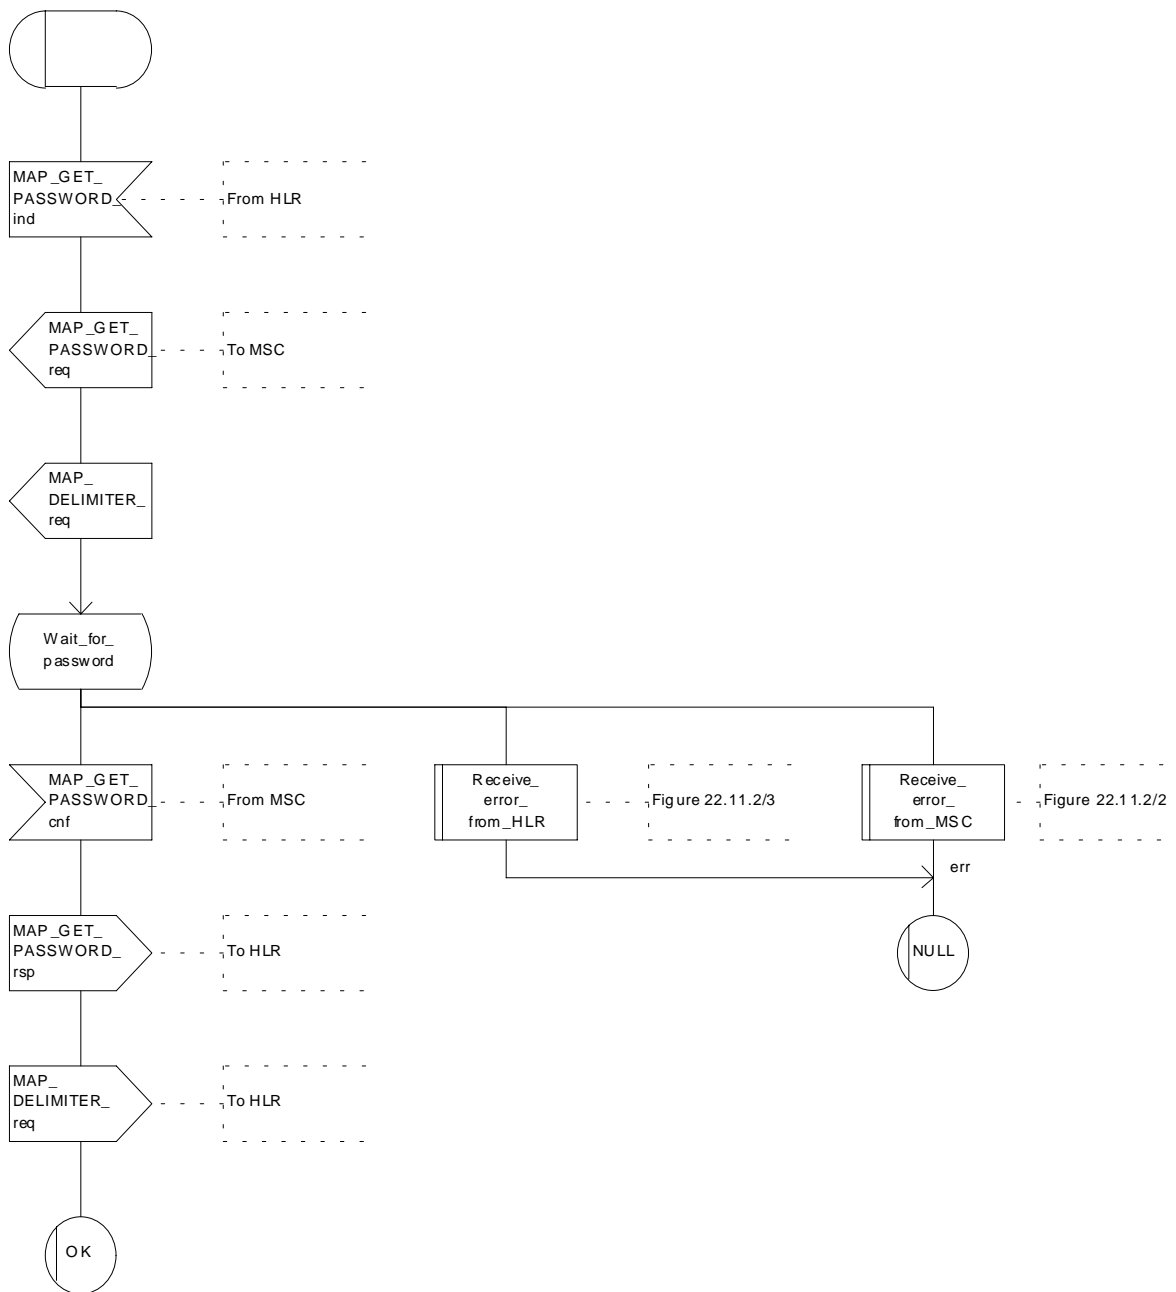 MAP_GET_
PASSWORD_
ind
From HLR
MAP_GET_
PASSWORD_
req
To MSC
MAP_
DELIMITER_
req
Wait_for_
password
MAP_GET_
PASSWORD_
cnf
From MSC
Receive_
error_
from_HLR
Figure 22.11.2/3
Receive_
error_
from_MSC
Figure 22.11.2/2
err
MAP_GET_
PASSWORD_
rsp
To HLR
NULL
MAP_
DELIMITER_
req
To HLR
OK